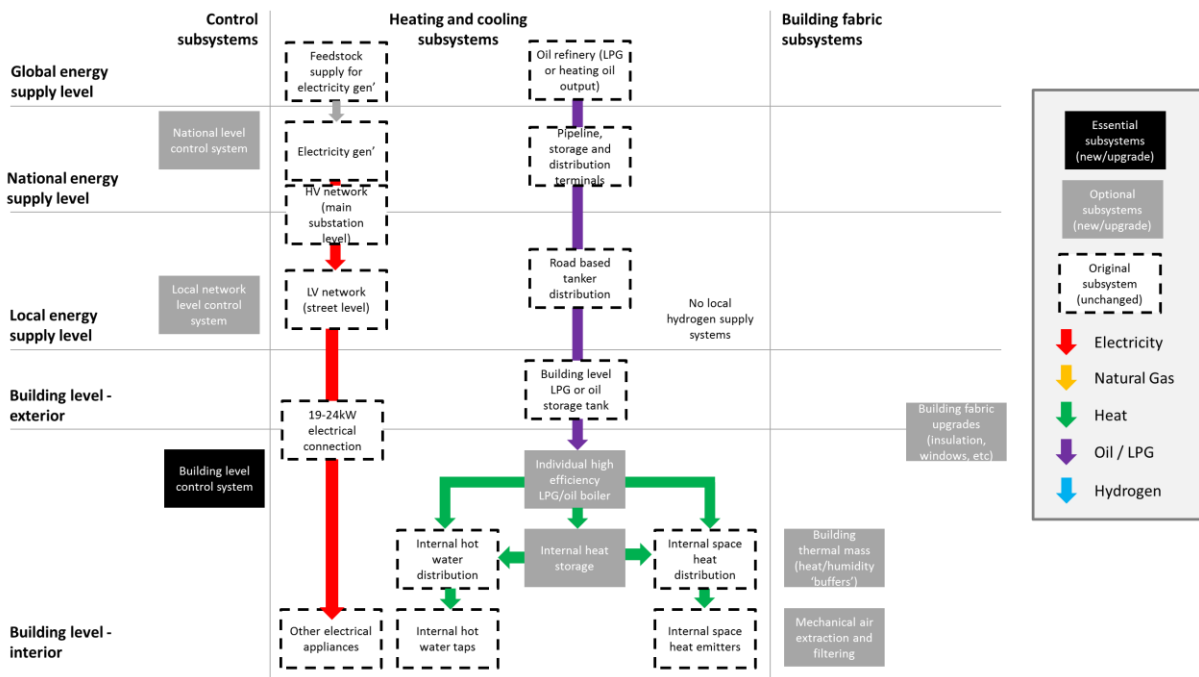 Control
subsystems
Heating and cooling
subsystems
Building fabric
subsystems
Global energy
supply level
Feedstock
supply for
electricity gen’
Oil refinery (LPG
or heating oil
output)
National level
control system
Electricity gen’
Pipeline,
storage and
distribution
terminals
National energy
supply level
HV network
(main
substation
level)
Local network
level control
system
LV network
(street level)
Road based
tanker
distribution
No local
hydrogen supply
systems
Local energy
supply level
Building level -
exterior
19-24kW
electrical
connection
Building level
LPG or oil
storage tank
Building fabric
upgrades
(insulation,
windows, etc)
Building level
control system
Individual high
efficiency
LPG/oil boiler
Internal hot
water
distribution
Internal heat
storage
Internal space
heat
distribution
Building
thermal mass
(heat/humidity
‘buffers’)
Building level -
interior
Other electrical
appliances
Internal hot
water taps
Internal space
heat emitters
Mechanical air
extraction and
filtering
Essential
subsystems
(new/upgrade)
Optional
subsystems
(new/upgrade)
Original
subsystem
(unchanged)
Electricity
Natural Gas
Heat
Oil / LPG
Hydrogen